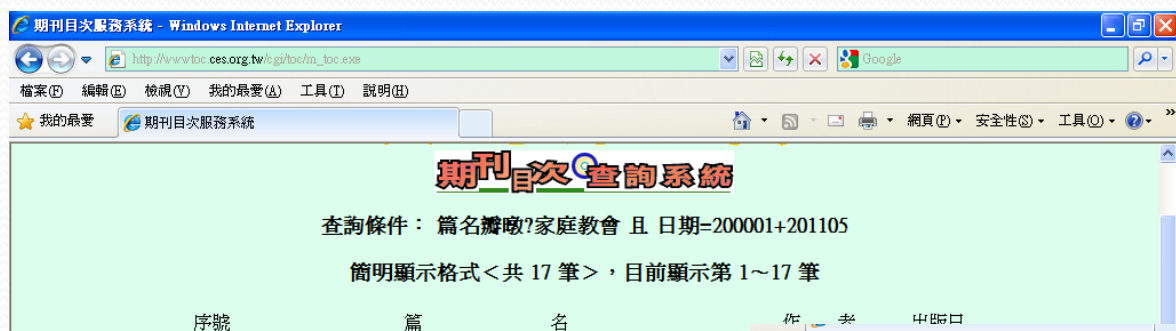 期刊目次服務系統 - Windows Internet Explorer
http://wwwtoc.ces.org.tw/cgi/toc/m_toc.exe
Google
檔案(F) 編輯(E) 檢視(V) 我的最愛(A) 工具(T) 說明(H)
我的最愛 期刊目次服務系統 網頁(P) 安全性(S) 工具(O) »
期刊目次查詢系統
查詢條件： 篇名瓣暾?家庭教會 且 日期=200001+201105
簡明顯示格式＜共 17 筆＞，目前顯示第 1～17 筆
序號 篇 名 作 者 出版日